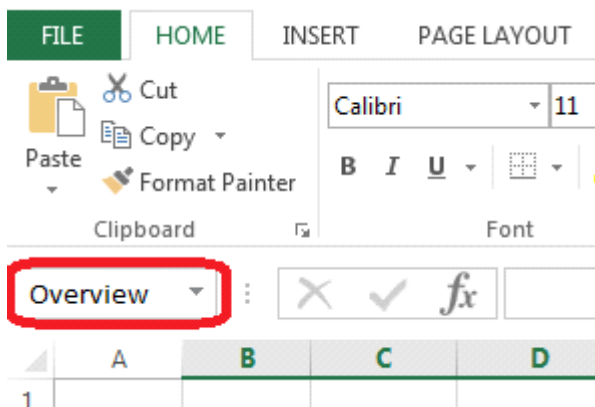 FILE HOME INSERT PAGE LAYOUT
Cut
Calibri 11
Copy
Paste
B I U
Format Painter
Clipboard Font
Overview fx
A B C D
1